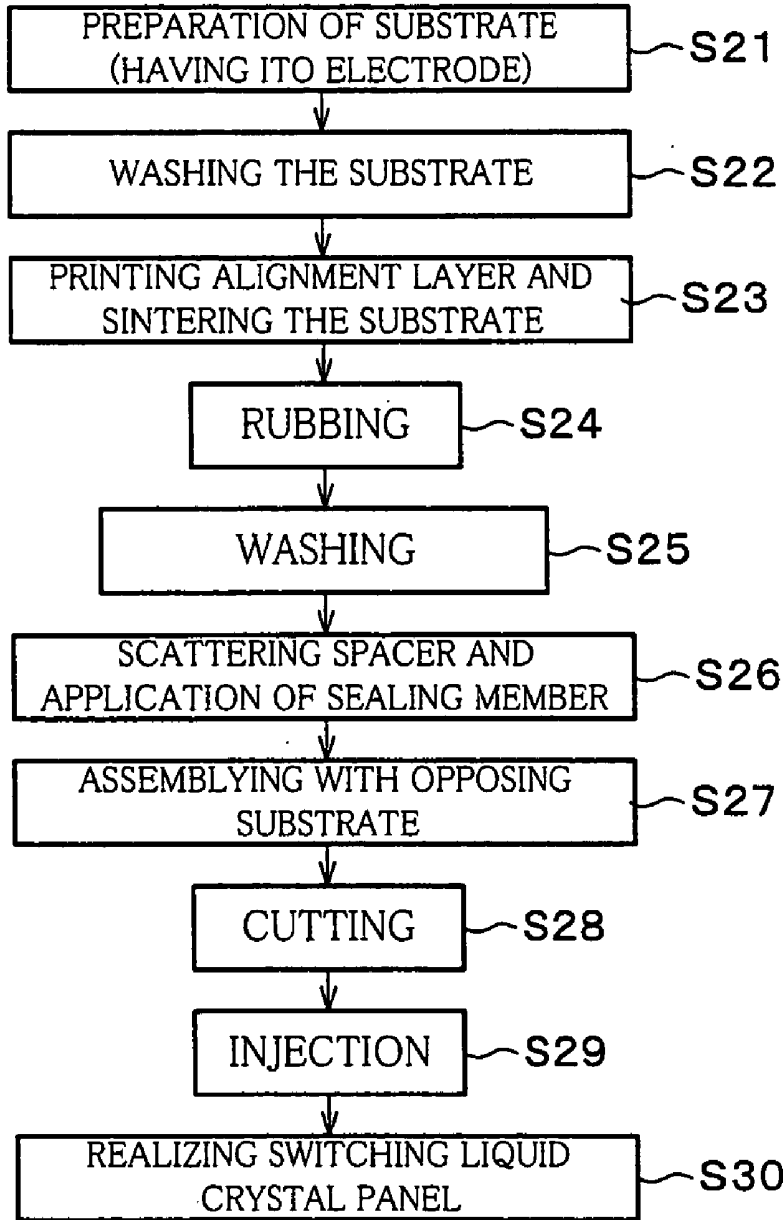 PREPARATION OF SUBSTRATE
(HAVING ITO ELECTRODE)
S21
WASHING THE SUBSTRATE
S22
PRINTING ALIGNMENT LAYER AND
SINTERING THE SUBSTRATE
S23
RUBBING
S24
WASHING
S25
SCATTERING SPACER AND
APPLICATION OF SEALING MEMBER
S26
ASSEMBLYING WITH OPPOSING
SUBSTRATE
S27
CUTTING
S28
INJECTION
S29
REALIZING SWITCHING LIQUID
CRYSTAL PANEL
S30